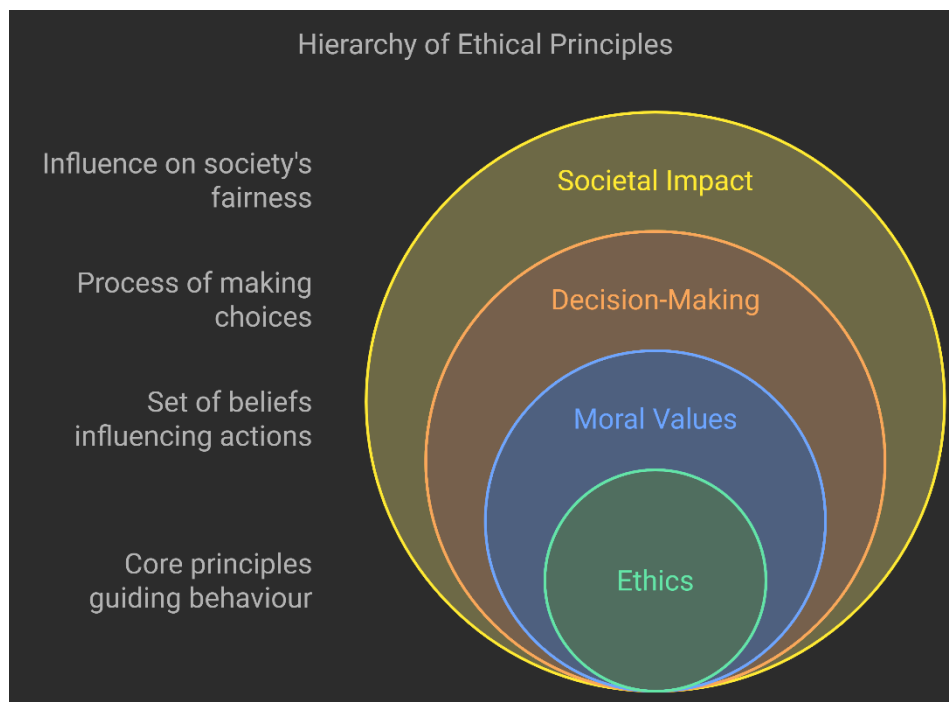 Hierarchy of Ethical Principles
Influence on society's
fairness
Societal Impact
Process of making
choices
Decision-Making
Set of beliefs
influencing actions
Moral Values
Core principles
guiding behaviour
Ethics